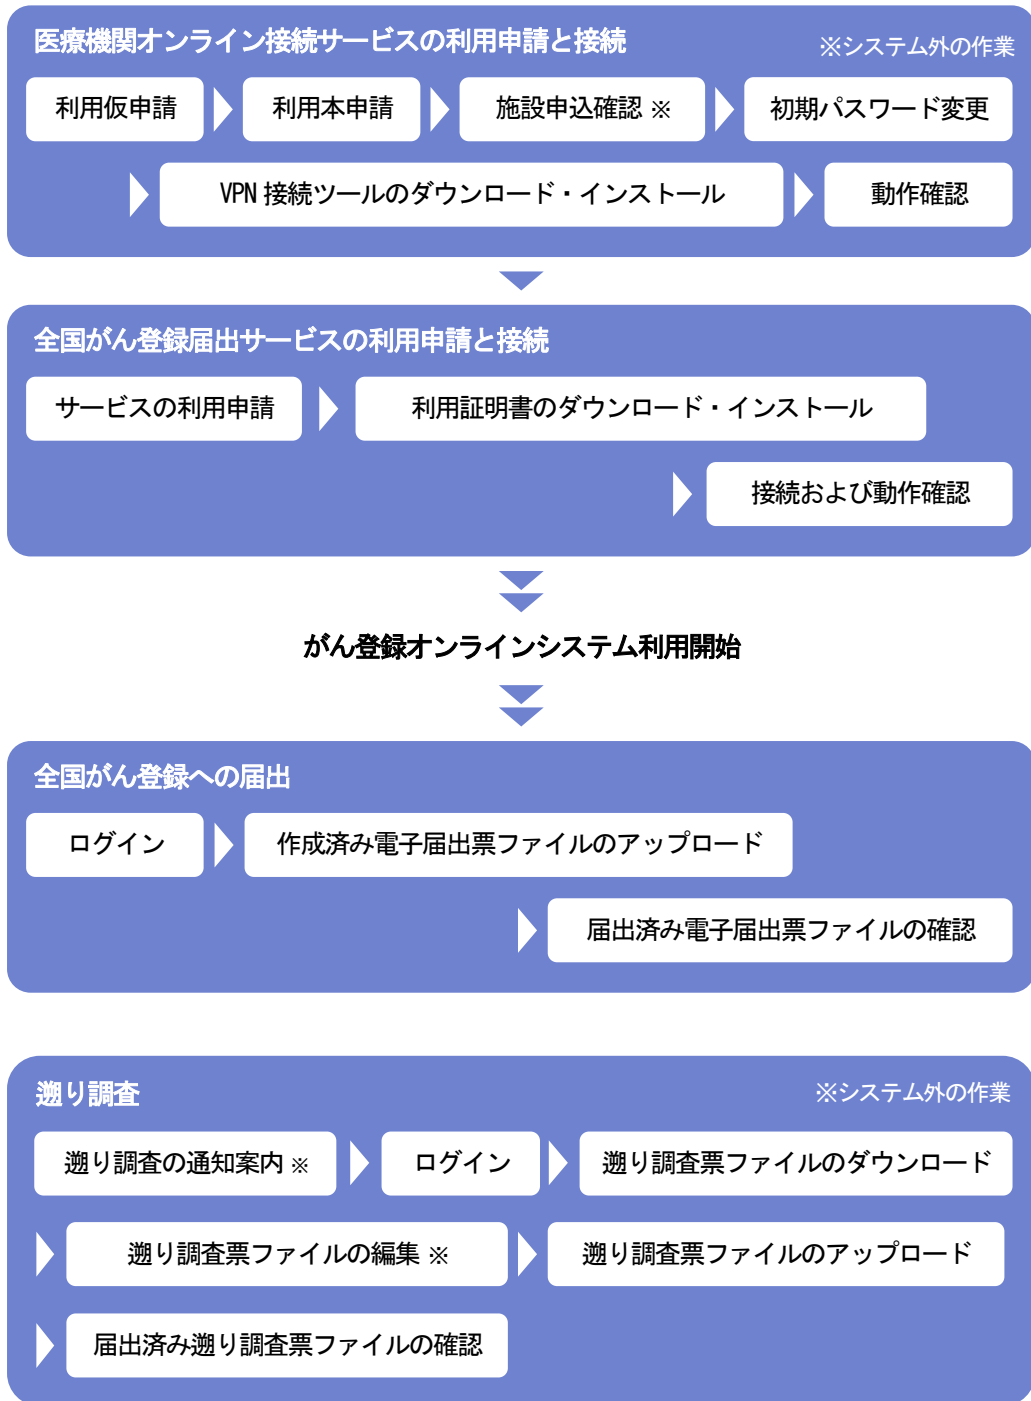 医療機関オンライン接続サービスの利用申請と接続
※システム外の作業
利用仮申請
利用本申請
施設申込確認 ※
初期パスワード変更
VPN 接続ツールのダウンロード・インストール
動作確認
全国がん登録届出サービスの利用申請と接続
サービスの利用申請
利用証明書のダウンロード・インストール
接続および動作確認
がん登録オンラインシステム利用開始
全国がん登録への届出
ログイン
作成済み電子届出票ファイルのアップロード
届出済み電子届出票ファイルの確認
遡り調査
※システム外の作業
遡り調査の通知案内 ※
ログイン
遡り調査票ファイルのダウンロード
遡り調査票ファイルの編集 ※
遡り調査票ファイルのアップロード
届出済み遡り調査票ファイルの確認